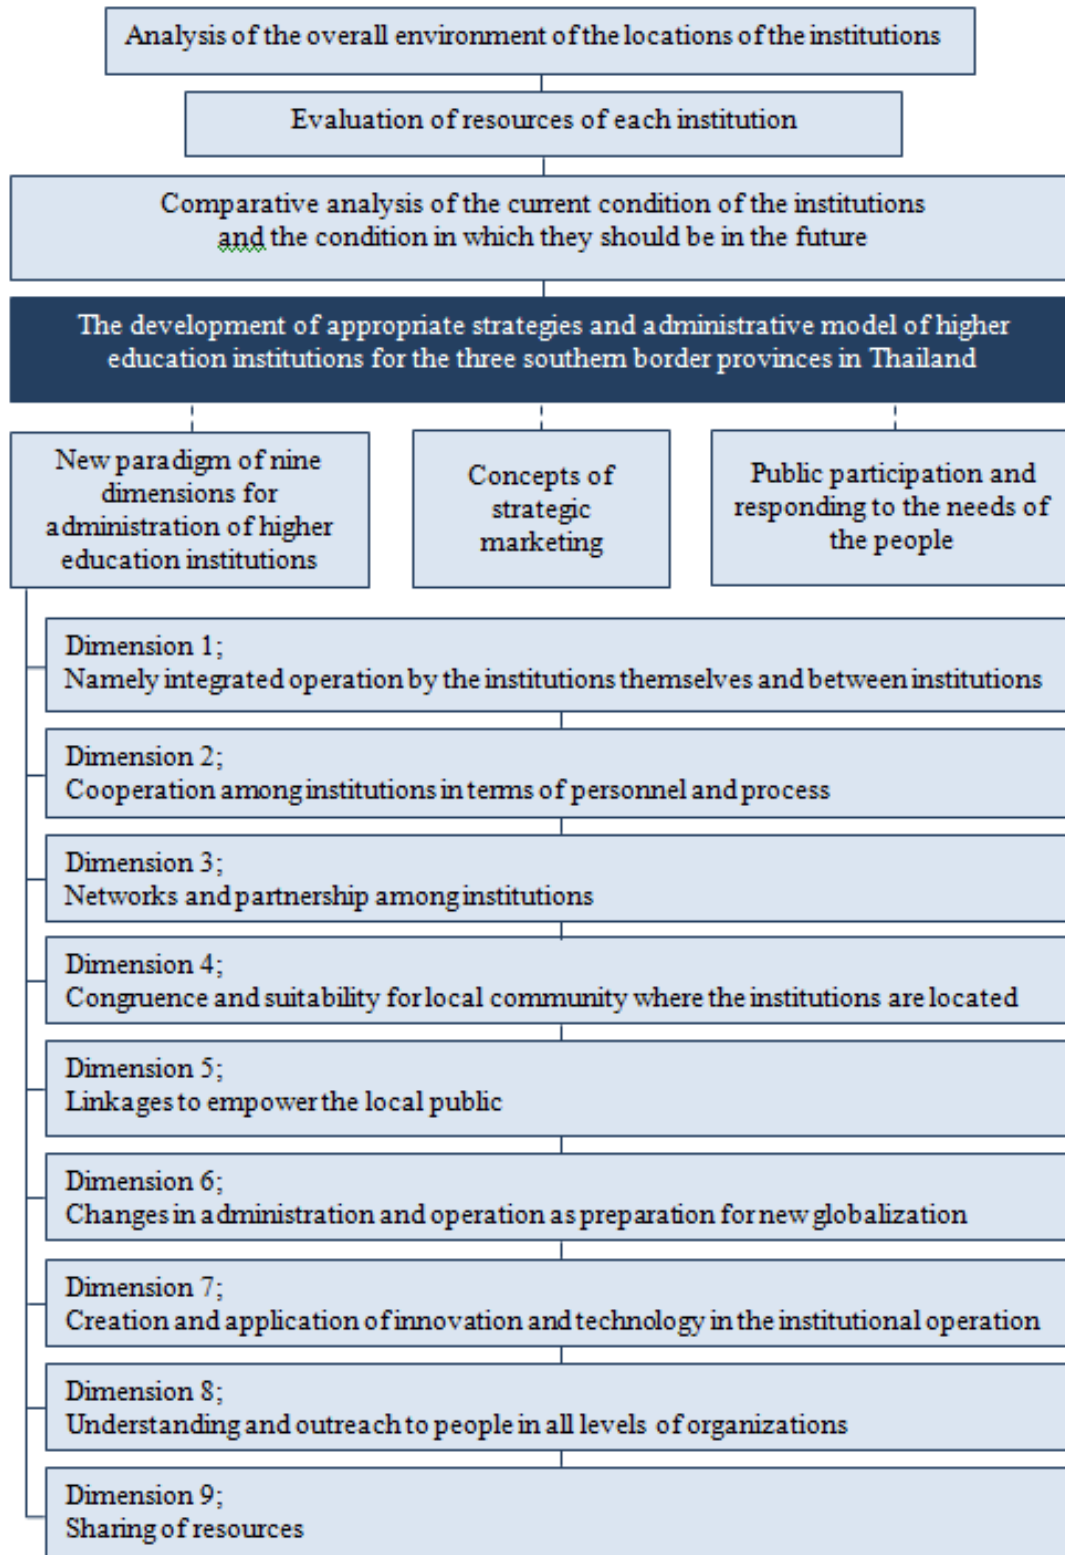 Analysis of the overall environment of the locations of the institutions
Evaluation of resources of each institution
Comparative analysis of the current condition of the institutions
and the condition in which they should be in the future
The development of appropriate strategies and administrative model of higher
education institutions for the three southern border provinces in Thailand
New paradigm of nine
dimensions for
administration of higher
education institutions
Concepts of
strategic
marketing
Public participation and
responding to the needs of
the people
Dimension 1;
Namely integrated operation by the institutions themselves and between institutions
Dimension 2;
Cooperation among institutions in terms of personnel and process
Dimension 3;
Networks and partnership among institutions
Dimension 4;
Congruence and suitability for local community where the institutions are located
Dimension 5;
Linkages to empower the local public
Dimension 6;
Changes in administration and operation as preparation for new globalization
Dimension 7;
Creation and application of innovation and technology in the institutional operation
Dimension 8;
Understanding and outreach to people in all levels of organizations
Dimension 9;
Sharing of resources